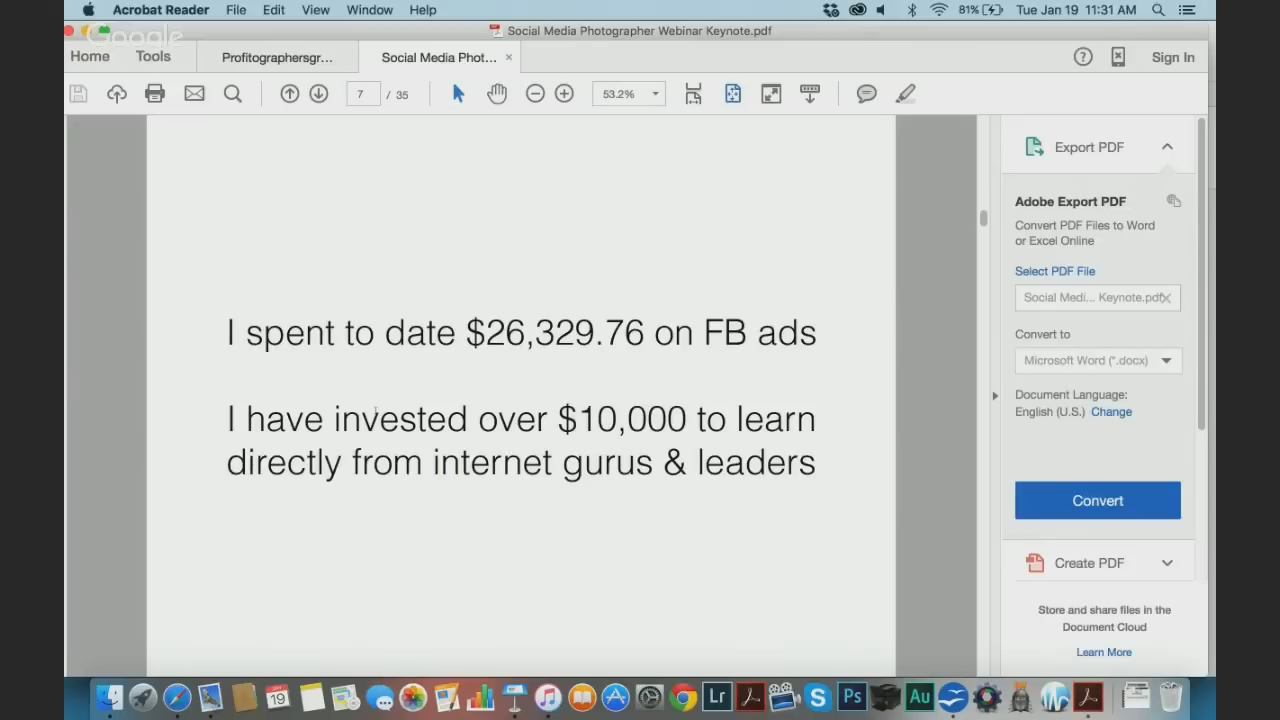 Acrobat Reader File Edit View Window Help 81% Tue Jan 19 11:31 AM
Google
Social Media Photographer Webinar Keynote.pdf
Home Tools Profitographersgr... Social Media Phot... × Sign In
7 / 35 53.2%
I spent to date $26,329.76 on FB ads
I have invested over $10,000 to learn
directly from internet gurus & leaders
Export PDF
Adobe Export PDF
Convert PDF Files to Word
or Excel Online
Select PDF File
Social Medi... Keynote.pdf
Convert to
Microsoft Word (*.docx)
Document Language:
English (U.S.) Change
Convert
Create PDF
Store and share files in the
Document Cloud
Learn More
19 Lr S Ps Au